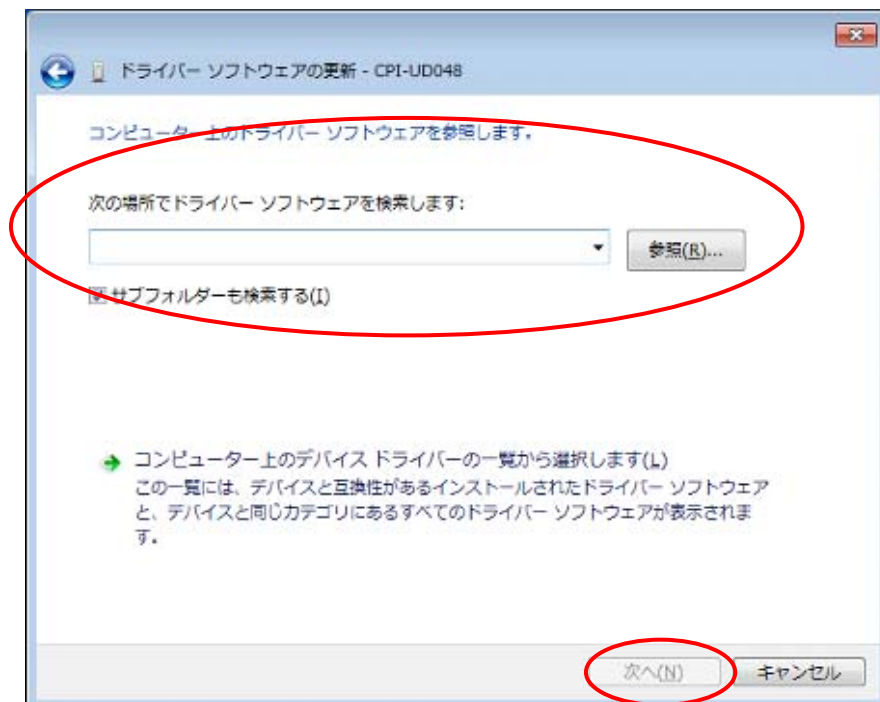 ドライバー ソフトウェアの更新 - CPI-UD048
コンピューター上のドライバー ソフトウェアを参照します。
次の場所でドライバー ソフトウェアを検索します:
参照(R)...
サブフォルダーも検索する(I)
コンピューター上のデバイス ドライバーの一覧から選択します(L)
この一覧には、デバイスと互換性があるインストールされたドライバー ソフトウェア
と、デバイスと同じカテゴリにあるすべてのドライバー ソフトウェアが表示されま
す。
次へ(N)
キャンセル